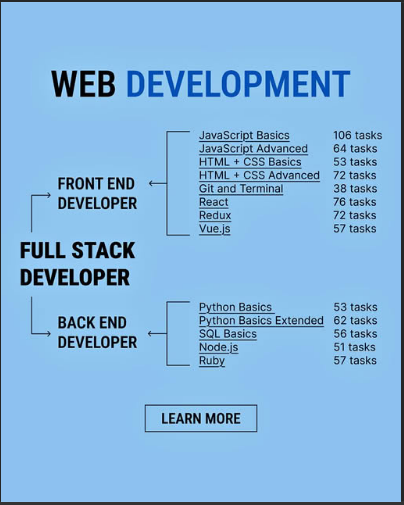 WEB DEVELOPMENT
JavaScript Basics 106 tasks
JavaScript Advanced 64 tasks
HTML + CSS Basics 53 tasks
HTML + CSS Advanced 72 tasks
Git and Terminal 38 tasks
React 76 tasks
Redux 72 tasks
Vue.js 57 tasks
FRONT END
DEVELOPER
FULL STACK
DEVELOPER
Python Basics 53 tasks
Python Basics Extended 62 tasks
SQL Basics 56 tasks
Node.js 51 tasks
Ruby 57 tasks
BACK END
DEVELOPER
LEARN MORE